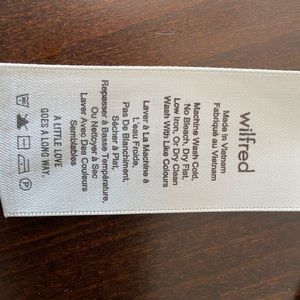 wilfred
Made in Vietnam
Fabriqué au Vietnam
Machine Wash Cold,
No Bleach, Dry Flat,
Low Iron, Or Dry Clean
Wash With Like Colours
Laver à La Machine à
L'eau Froide
Pas De Blanchiment,
Sécher à Plat,
Repasser à Basse Température,
Ou Nettoyer à Sec
Laver Avec Des Couleurs
Semblables
A LITTLE LOVE
GOES A LONG WAY.